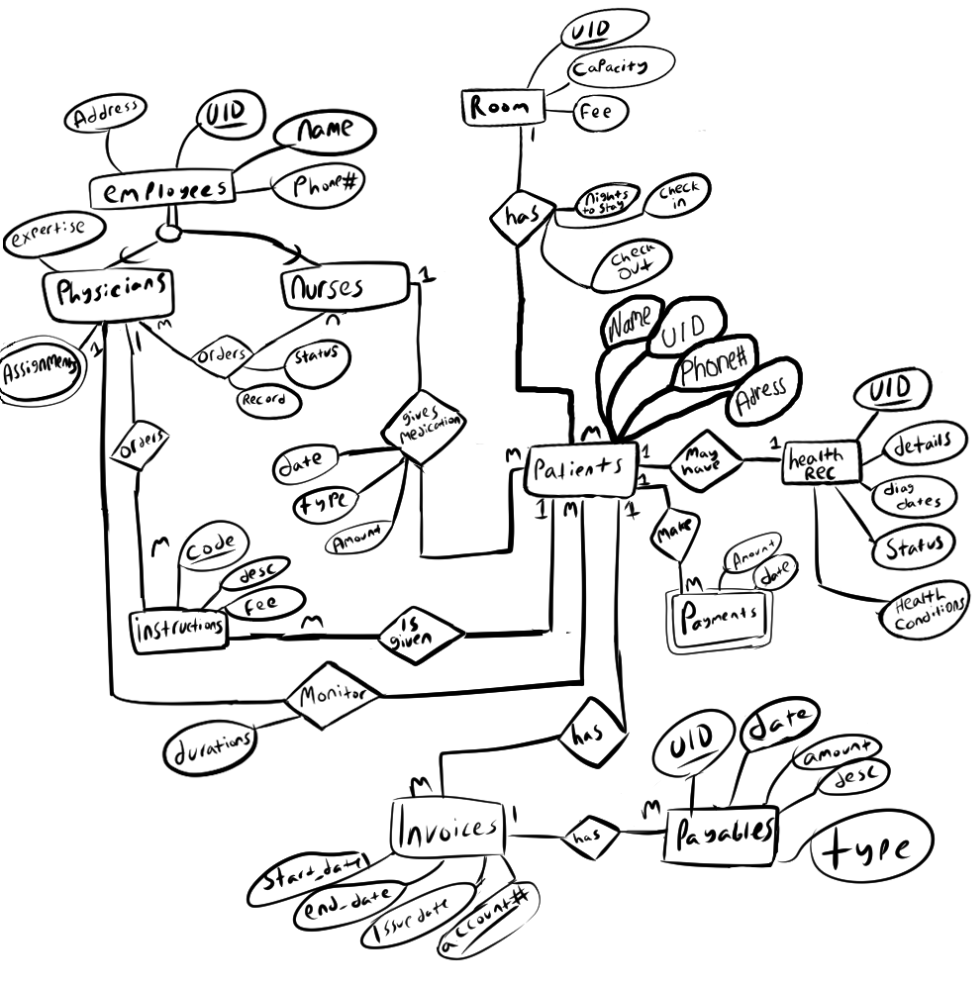 UID
Capacity
Room
Fee
1
Address
UID
Name
employees
Phone#
has
Nights
to stay
Check
in
Check
Out
expertise
Physicians
Nurses
1
M
n
1
1
Assignments
orders
Status
Record
orders
gives
Medication
date
type
Amount
Name
UID
Phone#
Adress
M
M
Patients
1
May
have
1
health
REC
UID
details
diag
dates
Status
Health
Conditions
1
1
M
1
Make
M
Amount
date
Payments
M
Code
desc
Fee
instructions
M
IS
given
Monitor
durations
has
M
Invoices
1
has
M
Payables
UID
date
amount
desc
type
Start_date
end_date
Issue date
account#